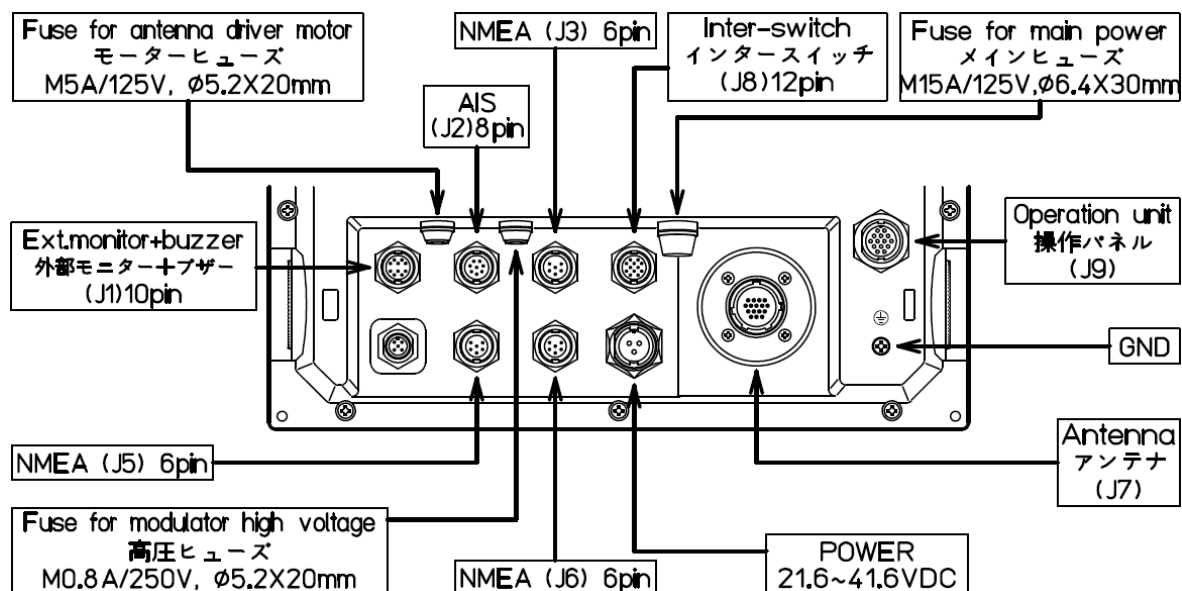 Fuse for antenna driver motor
モーターヒューズ
M5A/125V, Ø5.2X20mm
NMEA (J3) 6pin
Inter-switch
インタースイッチ
(J8)12pin
Fuse for main power
メインヒューズ
M15A/125V,Ø6.4X30mm
AIS
(J2)8pin
Ext.monitor+buzzer
外部モニター+ブザー
(J1)10pin
Operation unit
操作パネル
(J9)
GND
Antenna
アンテナ
(J7)
NMEA (J5) 6pin
Fuse for modulator high voltage
高圧ヒューズ
M0.8A/250V, Ø5.2X20mm
NMEA (J6) 6pin
POWER
21.6~41.6VDC